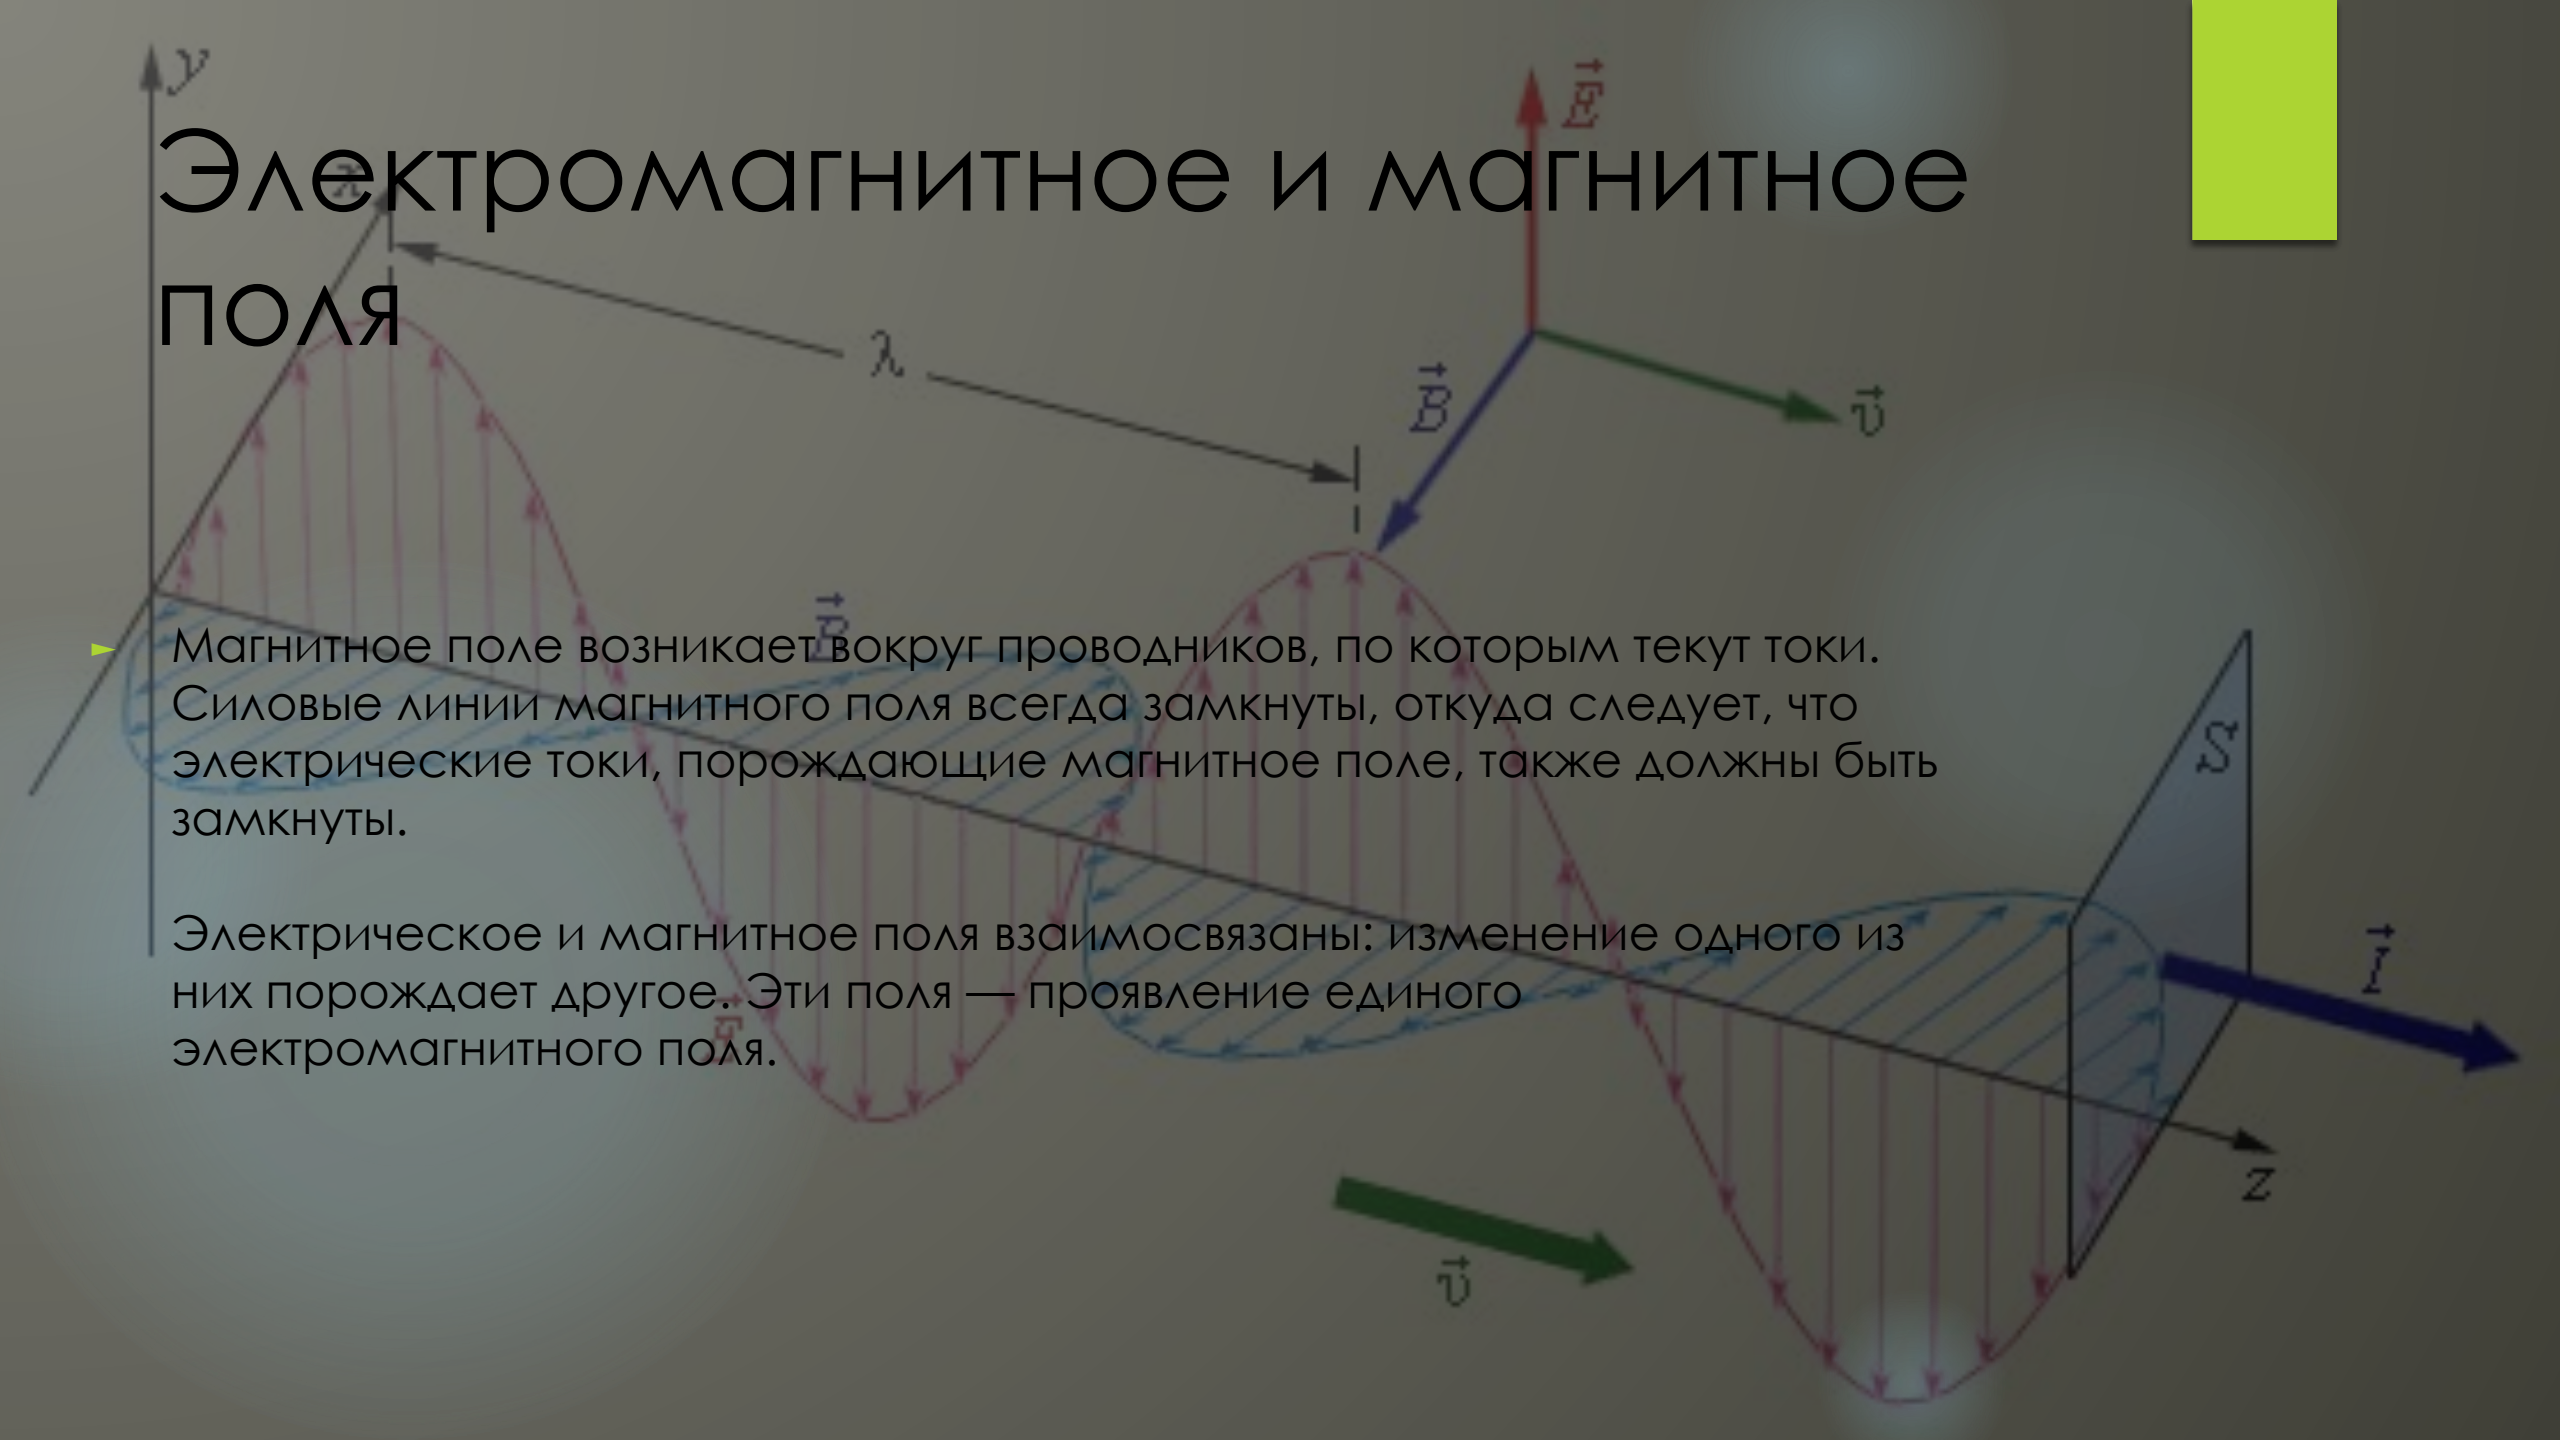 y
E
Электромагнитное и магнитное
x
поля
λ
B
υ
B
Магнитное поле возникает вокруг проводников, по которым текут токи.
Силовые линии магнитного поля всегда замкнуты, откуда следует, что
S
электрические токи, порождающие магнитное поле, также должны быть
замкнуты.
Электрическое и магнитное поля взаимосвязаны: изменение одного из
I
них порождает другое. Эти поля — проявление единого
E
электромагнитного поля.
z
υ